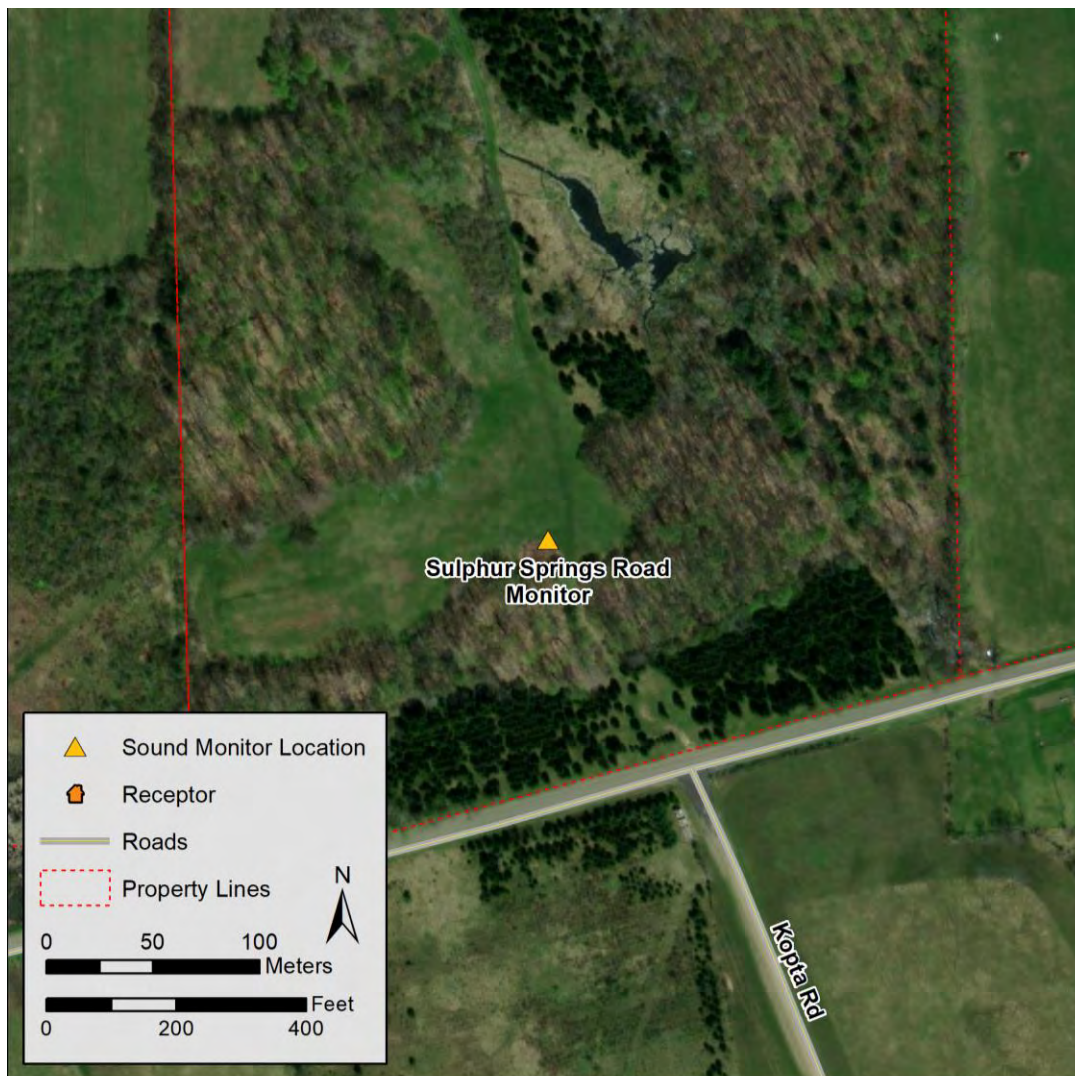 Sulphur Springs Road
Monitor
Sound Monitor Location
Receptor
Roads
Property Lines
N
0 50 100
Meters
Feet
0 200 400
Kopta Rd